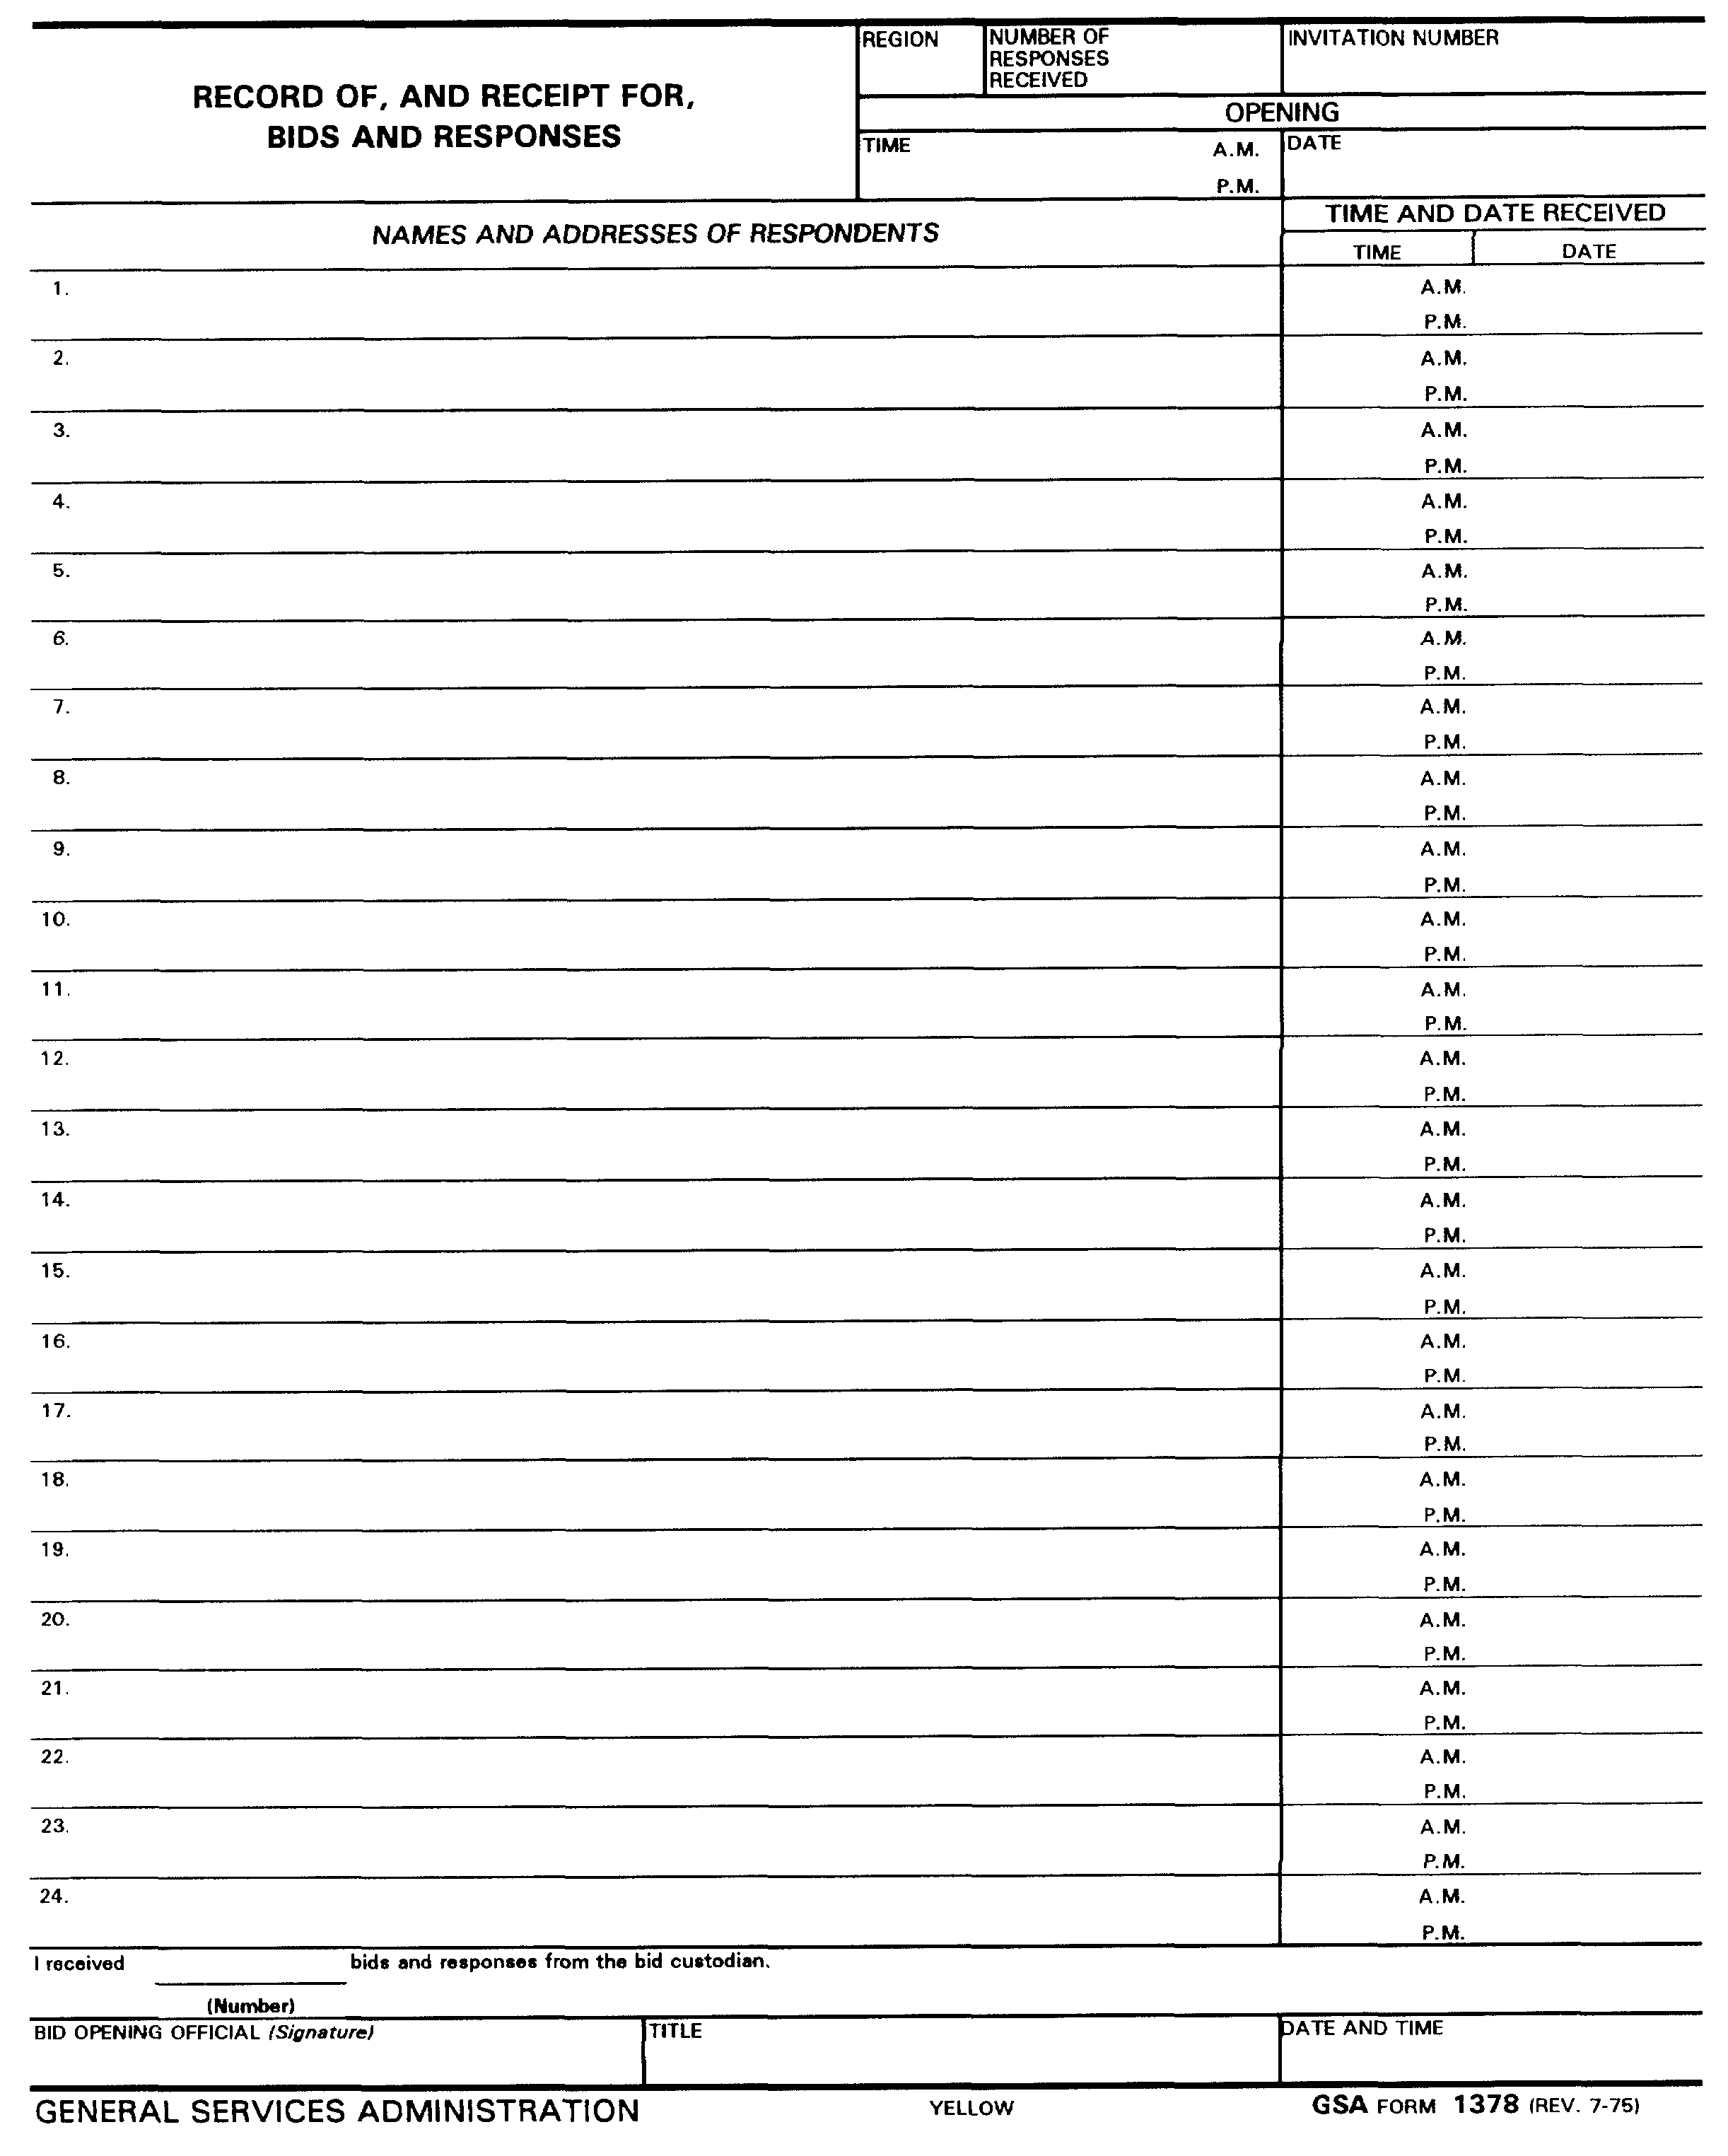 RECORD OF, AND RECEIPT FOR,
BIDS AND RESPONSES
REGION
NUMBER OF
RESPONSES
RECEIVED
INVITATION NUMBER
OPENING
TIME
A.M.
P.M.
DATE
NAMES AND ADDRESSES OF RESPONDENTS
TIME AND DATE RECEIVED
TIME DATE
1. A.M.
P.M.
2. A.M.
P.M.
3. A.M.
P.M.
4. A.M.
P.M.
5. A.M.
P.M.
6. A.M.
P.M.
7. A.M.
P.M.
8. A.M.
P.M.
9. A.M.
P.M.
10. A.M.
P.M.
11. A.M.
P.M.
12. A.M.
P.M.
13. A.M.
P.M.
14. A.M.
P.M.
15. A.M.
P.M.
16. A.M.
P.M.
17. A.M.
P.M.
18. A.M.
P.M.
19. A.M.
P.M.
20. A.M.
P.M.
21. A.M.
P.M.
22. A.M.
P.M.
23. A.M.
P.M.
24. A.M.
P.M.
I received bids and responses from the bid custodian.
(Number)
BID OPENING OFFICIAL (Signature) TITLE DATE AND TIME
GENERAL SERVICES ADMINISTRATION YELLOW GSA FORM 1378 (REV. 7-75)